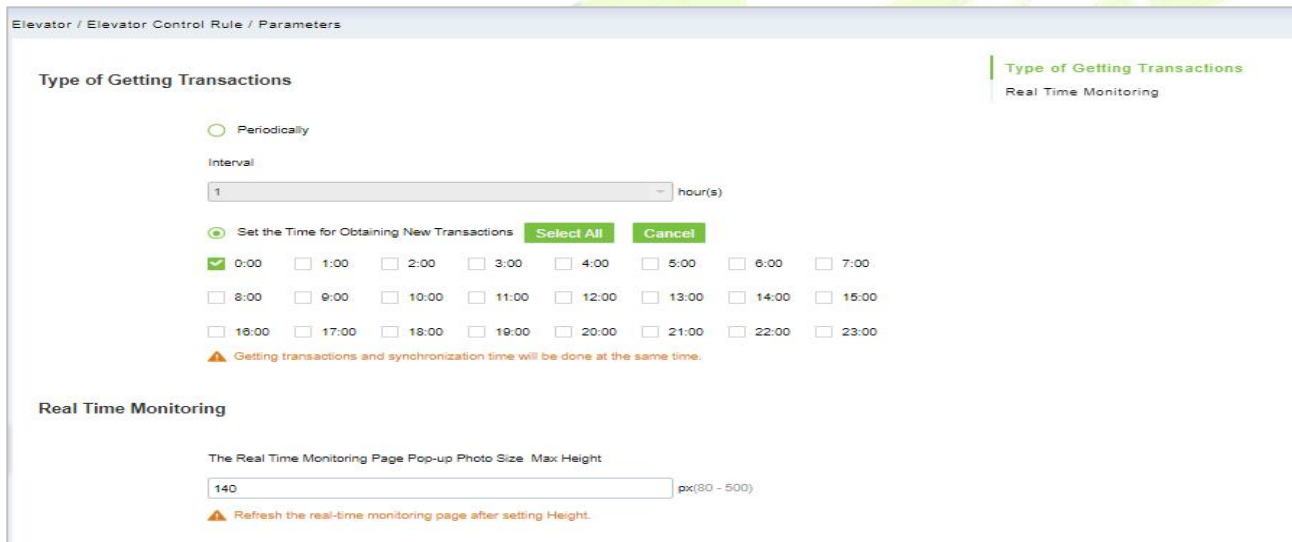 Elevator / Elevator Control Rule / Parameters
Type of Getting Transactions
Type of Getting Transactions
Real Time Monitoring
Periodically
Interval
1 hour(s)
Set the Time for Obtaining New Transactions Select All Cancel
0:00 1:00 2:00 3:00 4:00 5:00 6:00 7:00
8:00 9:00 10:00 11:00 12:00 13:00 14:00 15:00
16:00 17:00 18:00 19:00 20:00 21:00 22:00 23:00
Getting transactions and synchronization time will be done at the same time.
Real Time Monitoring
The Real Time Monitoring Page Pop-up Photo Size Max Height
140 px(80 - 500)
Refresh the real-time monitoring page after setting Height.